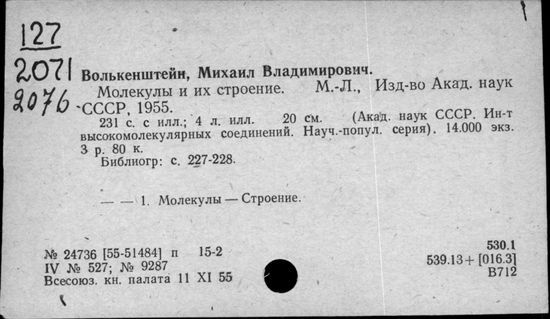 127
2071
2076
Волькенштейн, Михаил Владимирович.
Молекулы и их строение. М.-Л., Изд-во Акад. наук
СССР, 1955.
231 с. с илл.; 4 л. илл. 20 см. (Акад. наук СССР. Ин-т
высокомолекулярных соединений. Науч.-попул. серия). 14.000 экз.
3 р. 80 к.
Библиогр: с. 227-228.
— — 1. Молекулы — Строение.
№ 24736 [55-51484] п 15-2
IV № 527; № 9287
Всесоюз. кн. палата 11 XI 55
530.1
539.13+[016.3]
В712